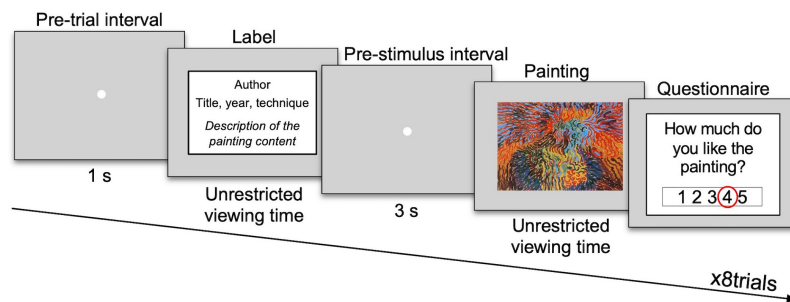 Pre-trial interval
Label
Author
Title, year, technique
Description of the
painting content
Pre-stimulus interval
Painting
Questionnaire
How much do
you like the
painting?
1 2 3 4 5
1 s
Unrestricted
viewing time
3 s
Unrestricted
viewing time
x8trials